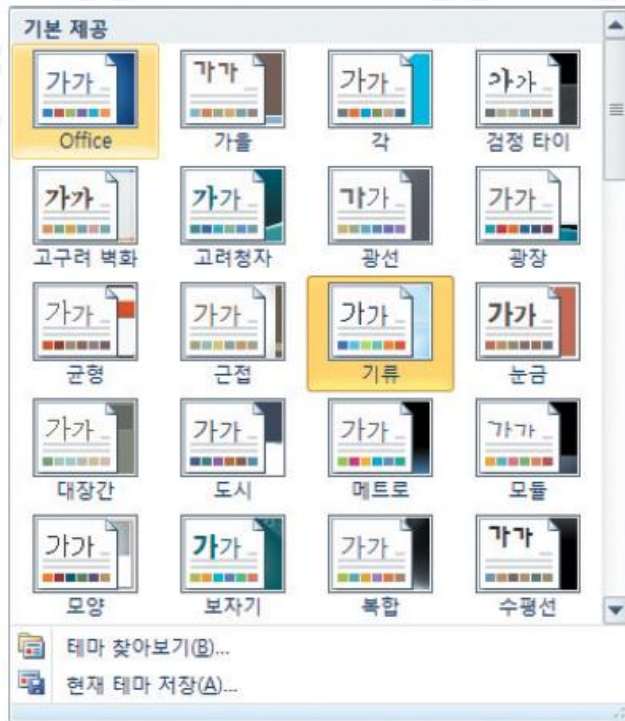 기본 제공
가가 가가 가가 가가
Office 가을 각 검정 타이
가가 가가 가가 가가
고구려 벽화 고려청자 광선 광장
가가 가가 가가 가가
균형 근접 기류 눈금
가가 가가 가가 가가
대장간 도시 메트로 모듈
가가 가가 가가 가가
모양 보자기 복합 수평선
테마 찾아보기(B)...
현재 테마 저장(A)...